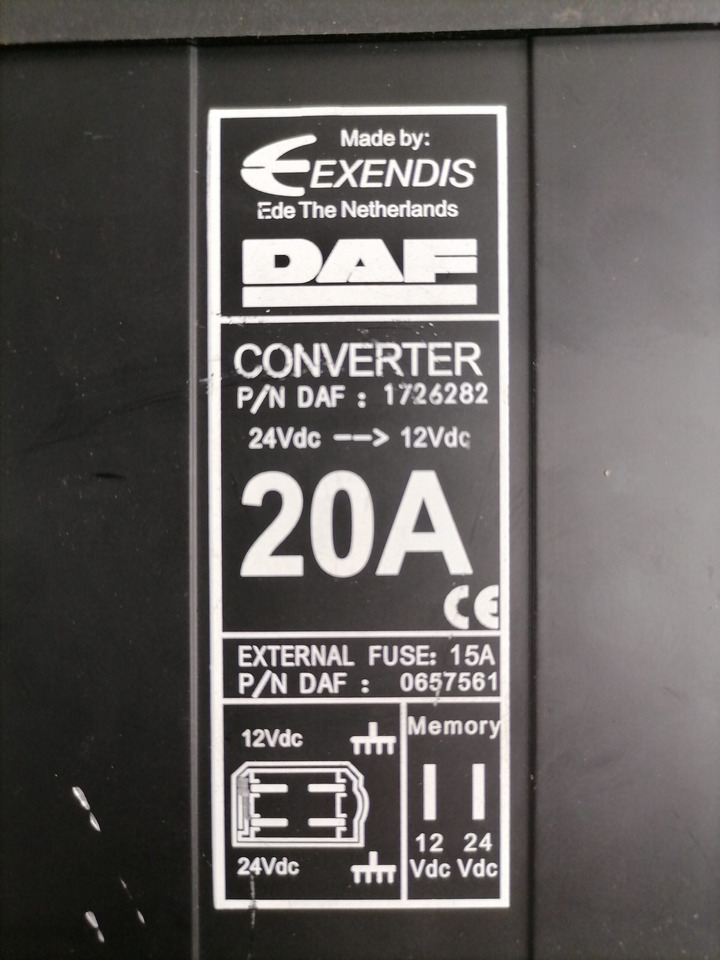 Made by:
EXENDIS
Ede The Netherlands
DAF
CONVERTER
P/N DAF : 1726282
24Vdc --> 12Vdc
20A
CE
EXTERNAL FUSE: 15A
P/N DAF : 0657561
12Vdc
24Vdc
Memory
12 24
Vdc Vdc